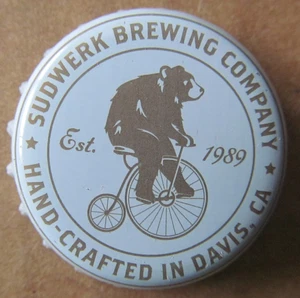 SUDWERK BREWING COMPANY
Est. 1989
HAND-CRAFTED IN DAVIS, CA